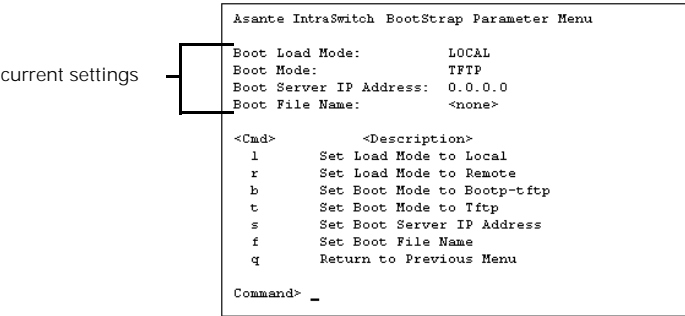 Asante IntraSwitch BootStrap Parameter Menu
current settings
Boot Load Mode: LOCAL
Boot Mode: TFTP
Boot Server IP Address: 0.0.0.0
Boot File Name: <none>
<Cmd> <Description>
l Set Load Mode to Local
r Set Load Mode to Remote
b Set Boot Mode to Bootp-tftp
t Set Boot Mode to Tftp
s Set Boot Server IP Address
f Set Boot File Name
q Return to Previous Menu
Command> _